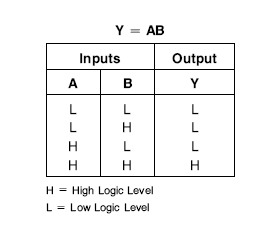 Y = AB
Inputs Output
A B Y
L L L
L H L
H L L
H H H
H = High Logic Level
L = Low Logic Level